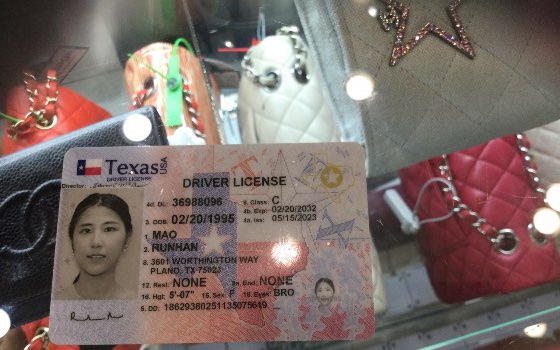 Texas USA
DRIVER LICENSE
Director:
DRIVER LICENSE
4d. DL: 36988096 9. Class: C
4b. Exp: 02/20/2032
3. DOB: 02/20/1995 4a. Iss: 05/15/2023
1. MAO
2. RUNHAN
8. 3601 WORTHINGTON WAY
PLANO, TX 75023
12. Rest: NONE 9a. End: NONE
16. Hgt: 5'-07" 15. Sex: F 18. Eyes: BRO
5. DD: 18629380251135075619